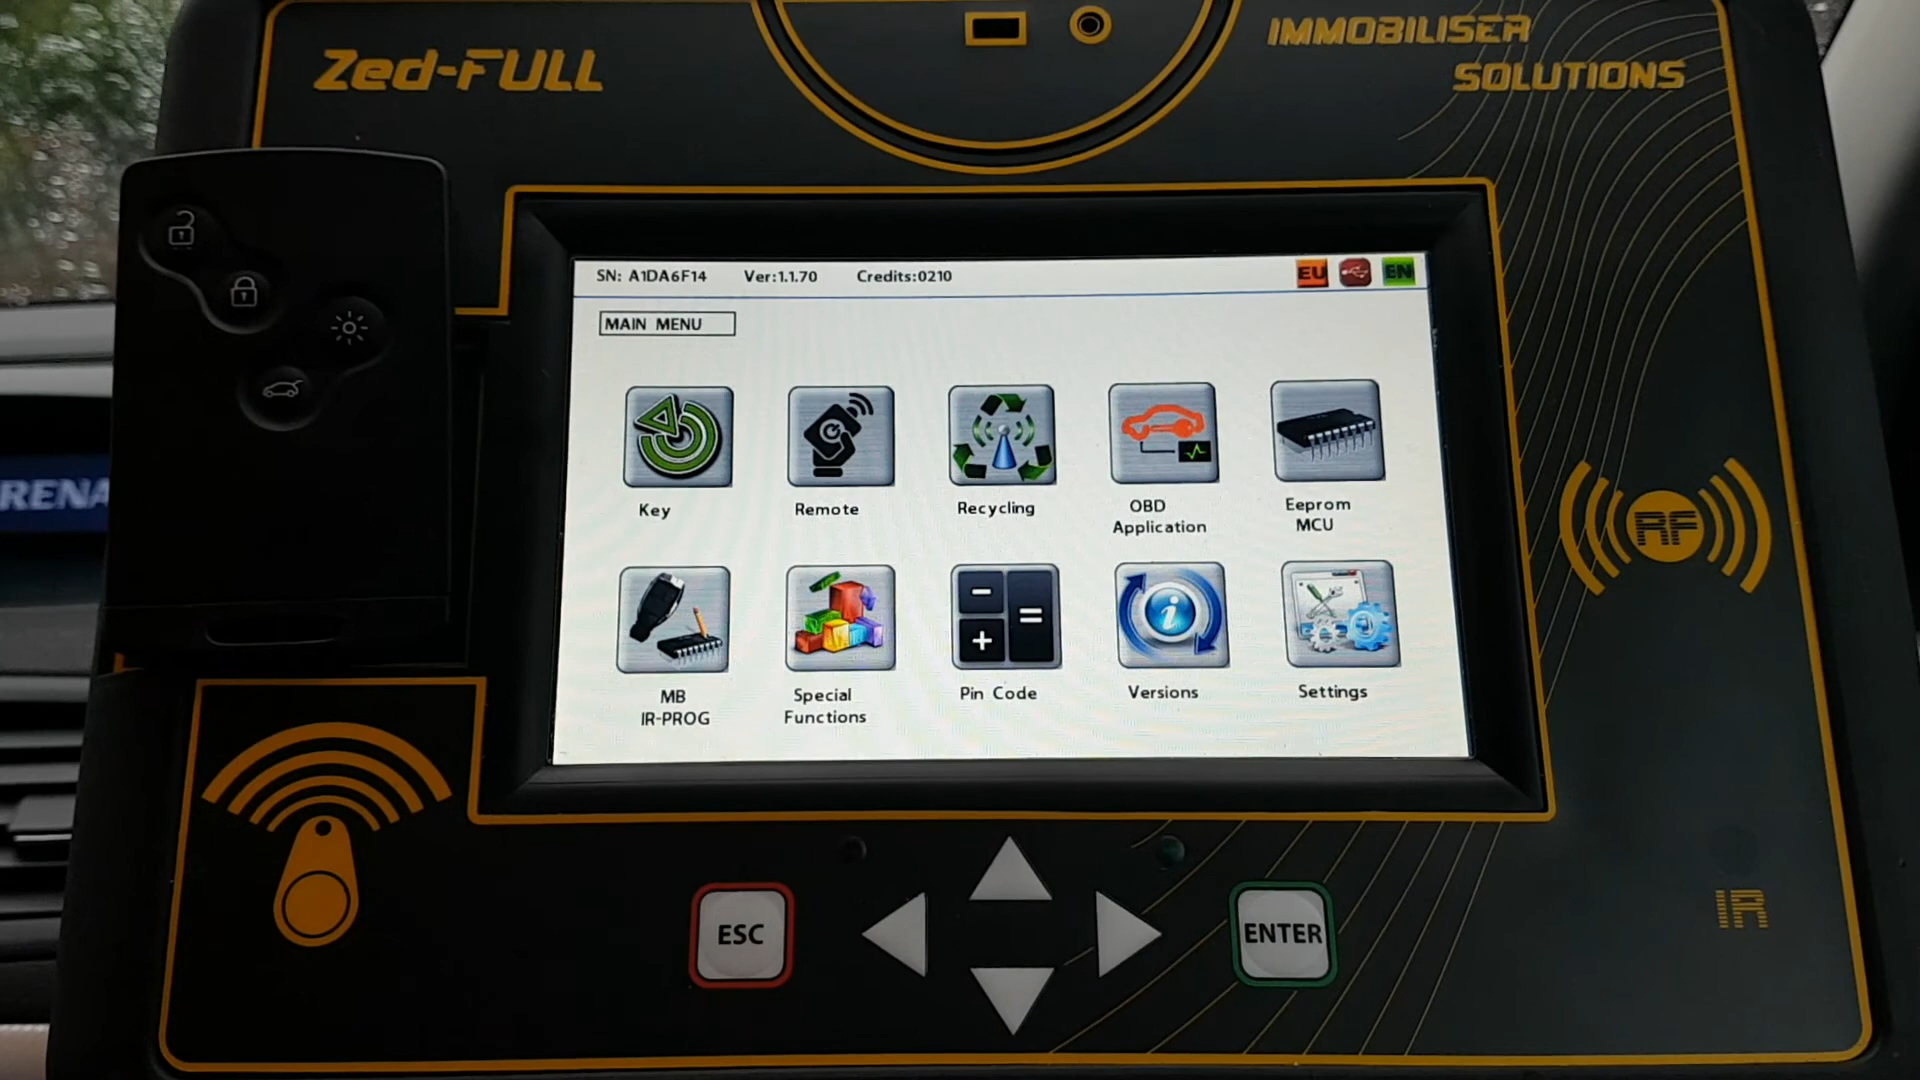 Zed-FULL
IMMOBILISER
SOLUTIONS
SN: A1DA6F14 Ver:1.1.70 Credits:0210 EU EN
MAIN MENU
Key
Remote
Recycling
OBD
Application
Eeprom
MCU
MB
IR-PROG
Special
Functions
Pin Code
Versions
Settings
RENA
RF
IR
ESC
ENTER